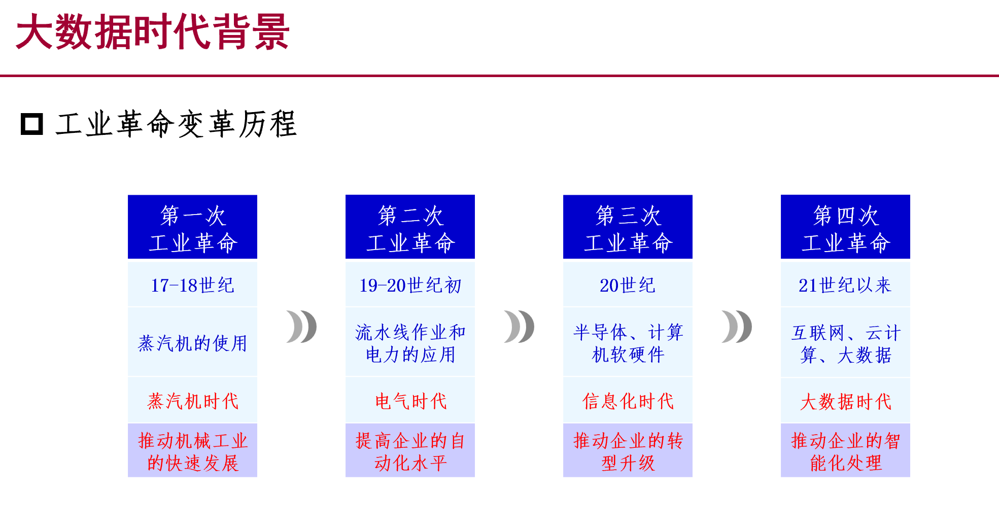 大数据时代背景
工业革命变革历程
第一次
工业革命
17-18世纪
蒸汽机的使用
蒸汽机时代
推动机械工业
的快速发展
第二次
工业革命
19-20世纪初
流水线作业和
电力的应用
电气时代
提高企业的自
动化水平
第三次
工业革命
20世纪
半导体、计算
机软硬件
信息化时代
推动企业的转
型升级
第四次
工业革命
21世纪以来
互联网、云计
算、大数据
大数据时代
推动企业的智
能化处理